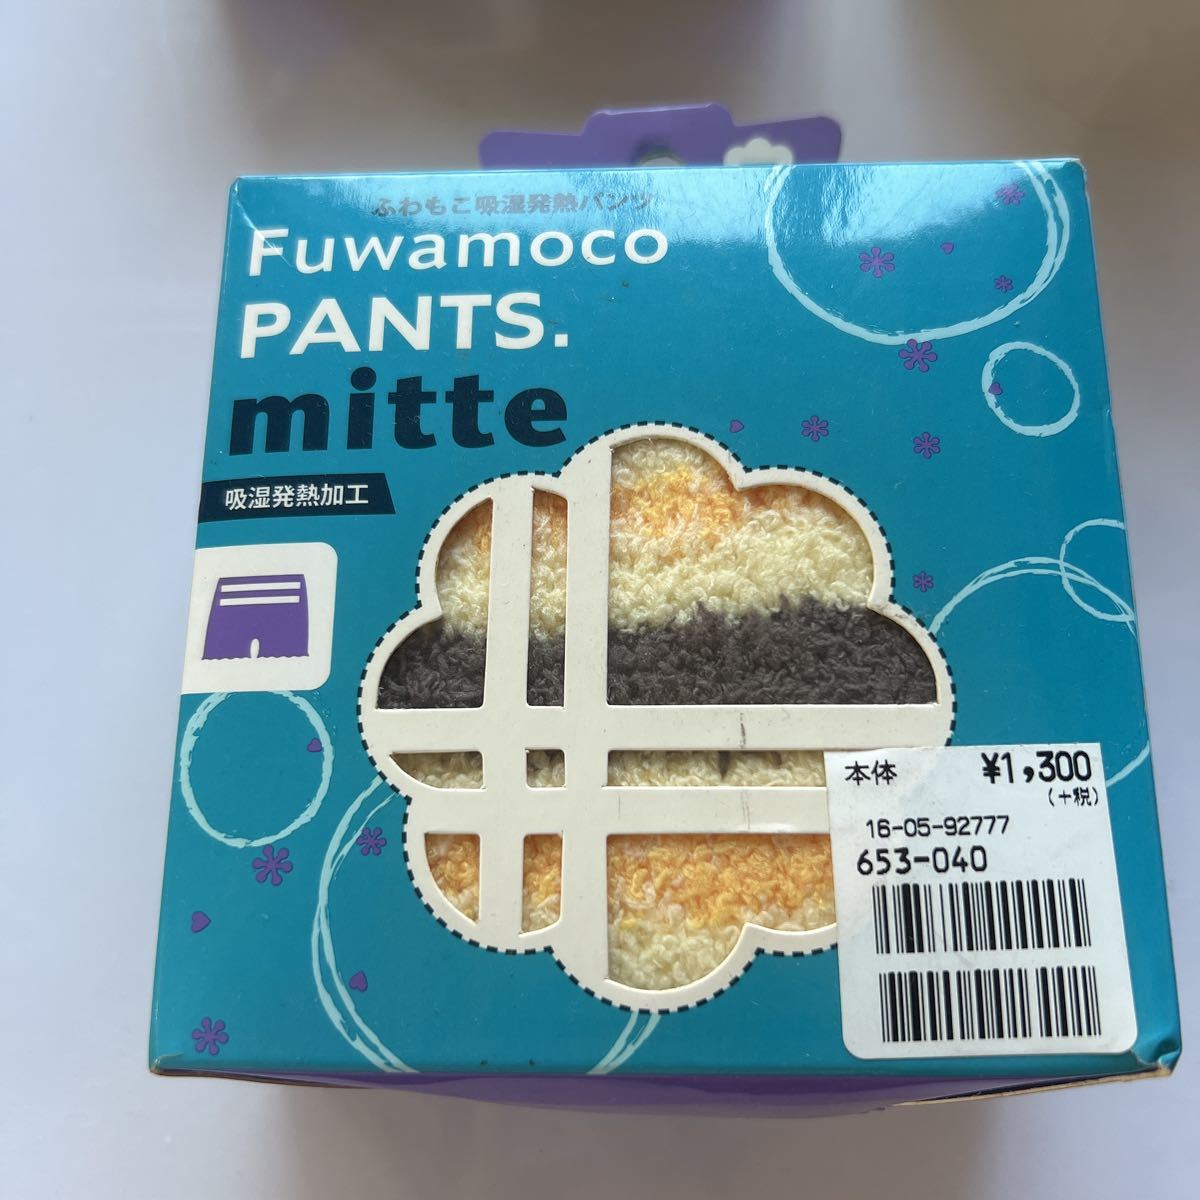 ふわもこ吸湿発熱パンツ
Fuwamoco
PANTS.
mitte
吸湿発熱加工
本体 ¥1,300
(+税)
16-05-92777
653-040